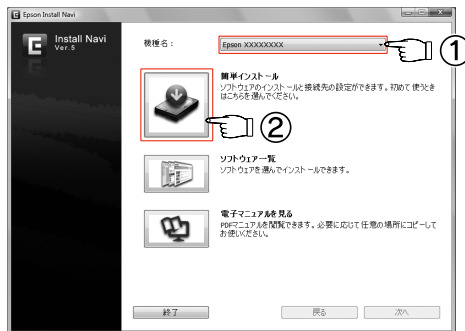 Epson Install Navi
Install Navi
Ver. 5
機種名：
Epson XXXXXXXX
①
簡単インストール
ソフトウェアのインストールと接続先の設定ができます。初めて使うとき
はこちらを選んでください。
②
ソフトウェア一覧
ソフトウェアを選んでインストールできます。
電子マニュアルを見る
PDFマニュアルを閲覧できます。必要に応じて任意の場所にコピーして
お使いください。
終了
戻る
次へ